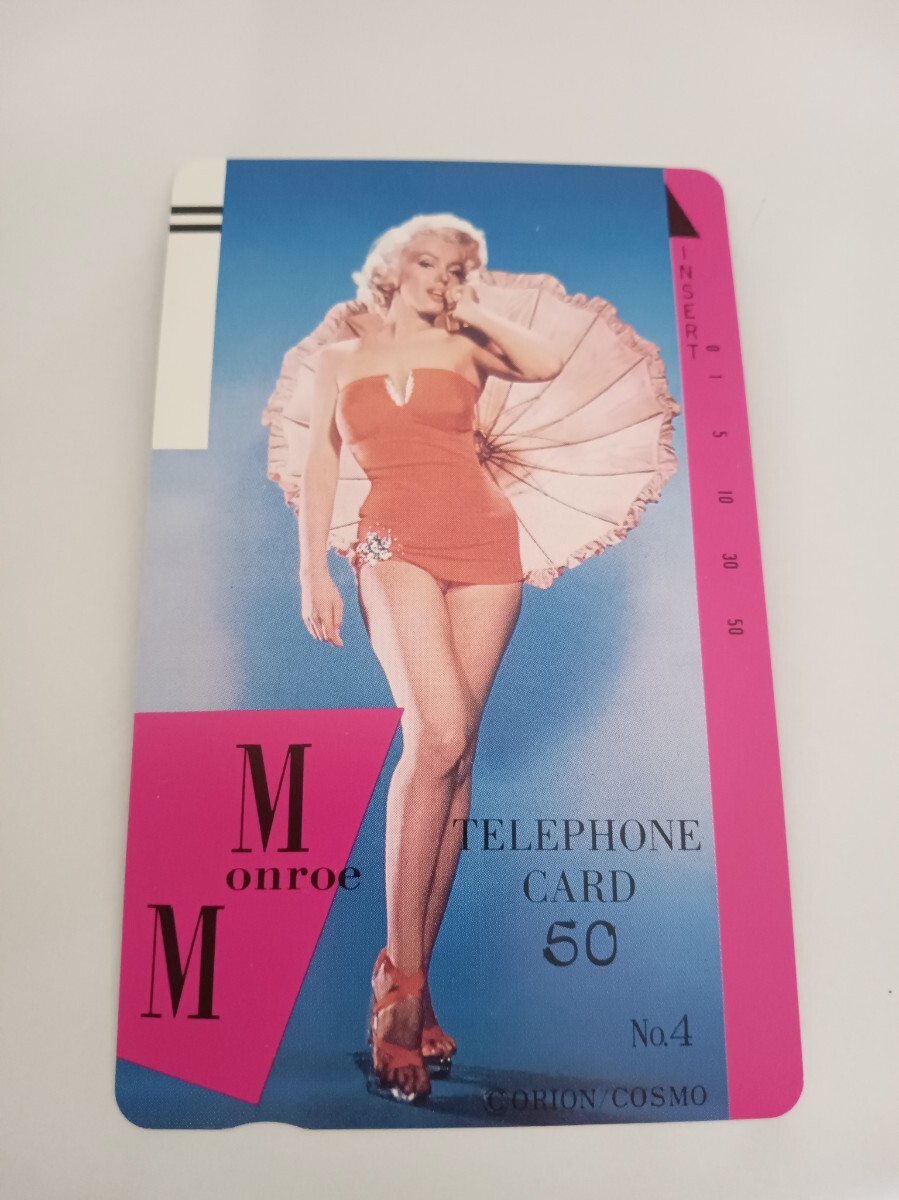 INSERT
0 1 5 10 30 50
M
onroe
M
TELEPHONE
CARD
50
No.4
©ORION/COSMO